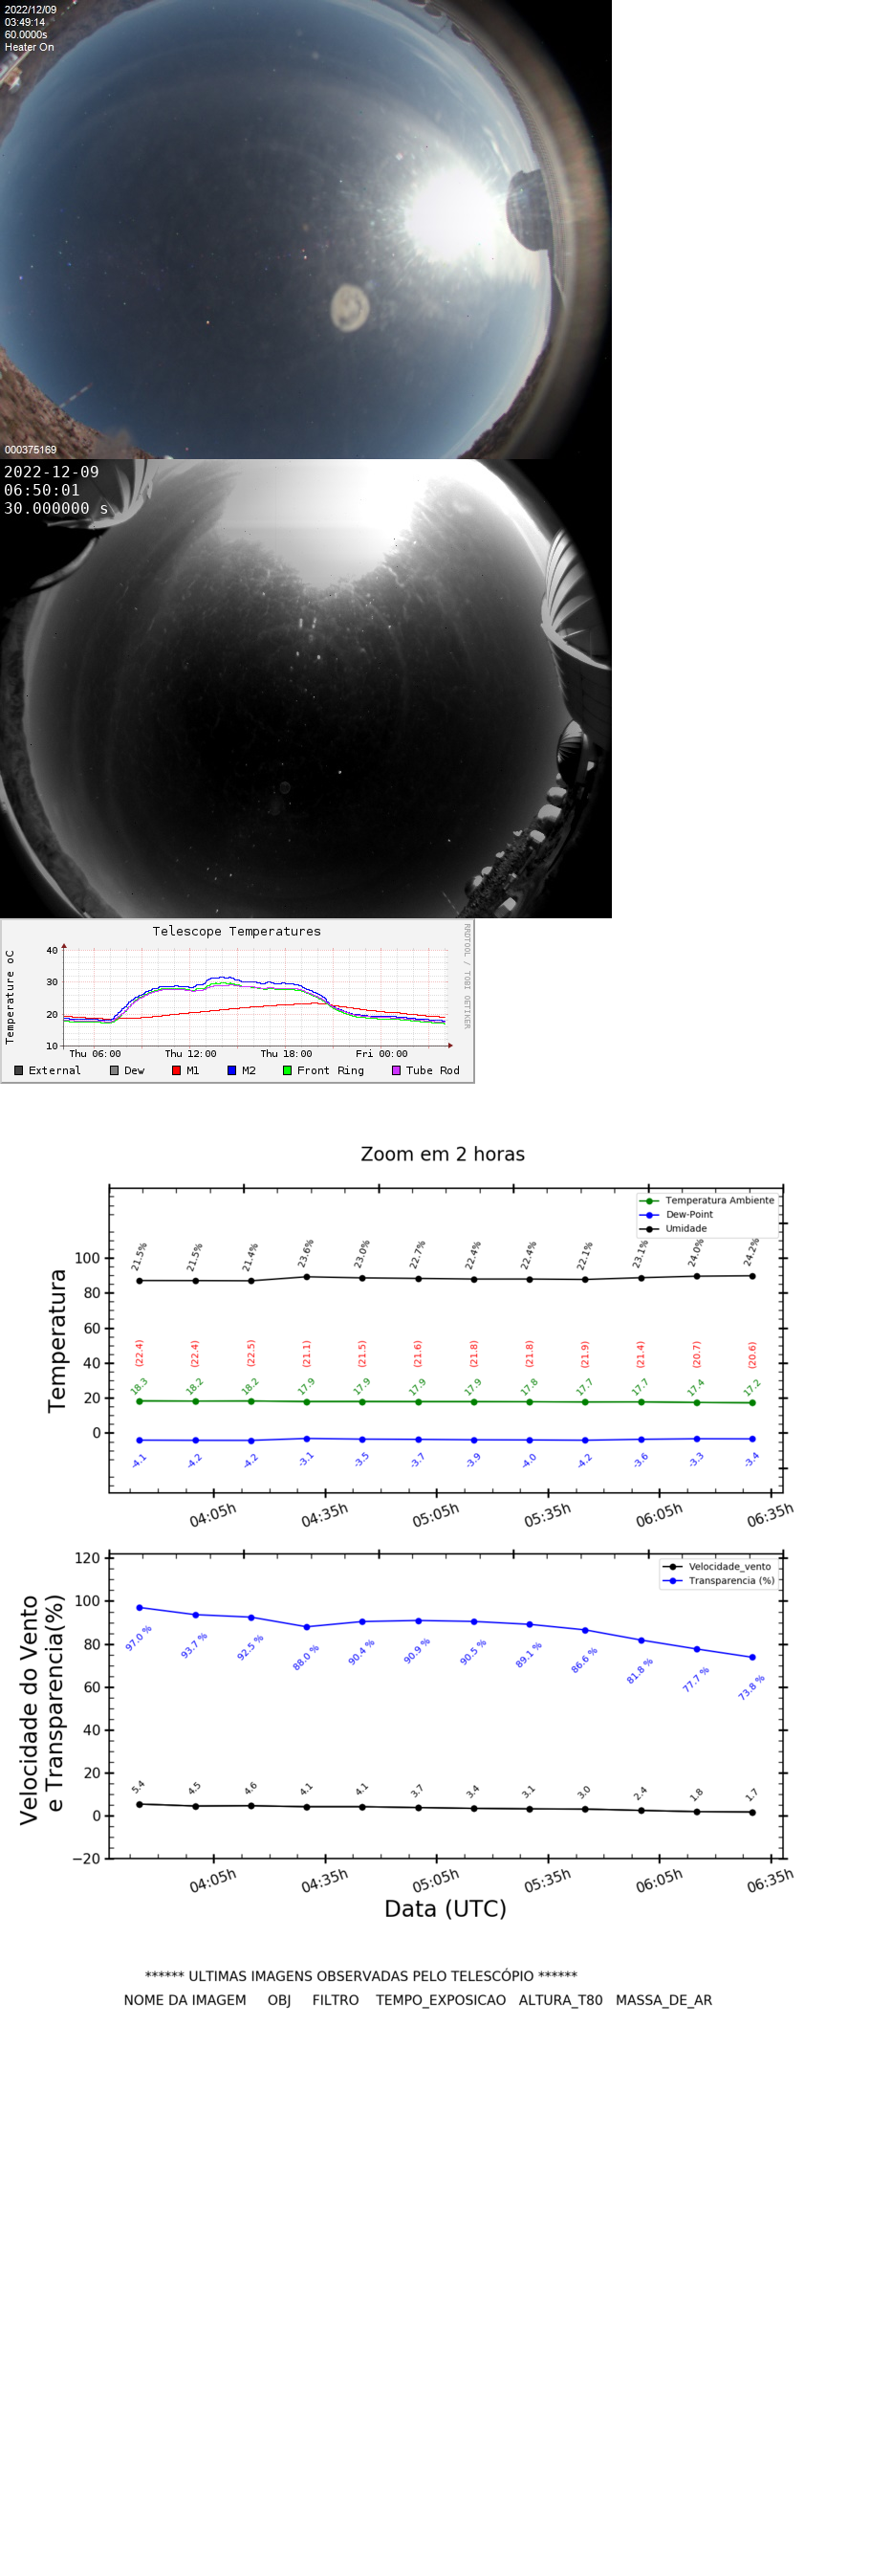 2022/12/09
03:49:14
60.0000s
Heater On
000375169
2022-12-09
06:50:01
30.000000 s
Telescope Temperatures
RRDTOOL / TOBI OETIKER
Temperature oC
40
30
20
10
Thu 06:00 Thu 12:00 Thu 18:00 Fri 00:00
External Dew M1 M2 Front Ring Tube Rod
Zoom em 2 horas
Temperatura Ambiente
Dew-Point
Umidade
Temperatura
100
80
60
40
20
0
21.5% 21.5% 21.4% 23.6% 23.0% 22.7% 22.4% 22.4% 22.1% 23.1% 24.0% 24.2%
(22.4) (22.4) (22.5) (21.1) (21.5) (21.6) (21.8) (21.8) (21.9) (21.4) (20.7) (20.6)
18.3 18.2 18.2 17.9 17.9 17.9 17.9 17.8 17.7 17.7 17.4 17.2
-4.1 -4.2 -4.2 -3.1 -3.5 -3.7 -3.9 -4.0 -4.2 -3.6 -3.3 -3.4
04:05h 04:35h 05:05h 05:35h 06:05h 06:35h
Velocidade_vento
Transparencia (%)
Velocidade do Vento
e Transparencia(%)
120
100
80
60
40
20
0
−20
97.0 % 93.7 % 92.5 % 88.0 % 90.4 % 90.9 % 90.5 % 89.1 % 86.6 % 81.8 % 77.7 % 73.8 %
5.4 4.5 4.6 4.1 4.1 3.7 3.4 3.1 3.0 2.4 1.8 1.7
04:05h 04:35h 05:05h 05:35h 06:05h 06:35h
Data (UTC)
****** ULTIMAS IMAGENS OBSERVADAS PELO TELESCÓPIO ******
NOME DA IMAGEM OBJ FILTRO TEMPO_EXPOSICAO ALTURA_T80 MASSA_DE_AR